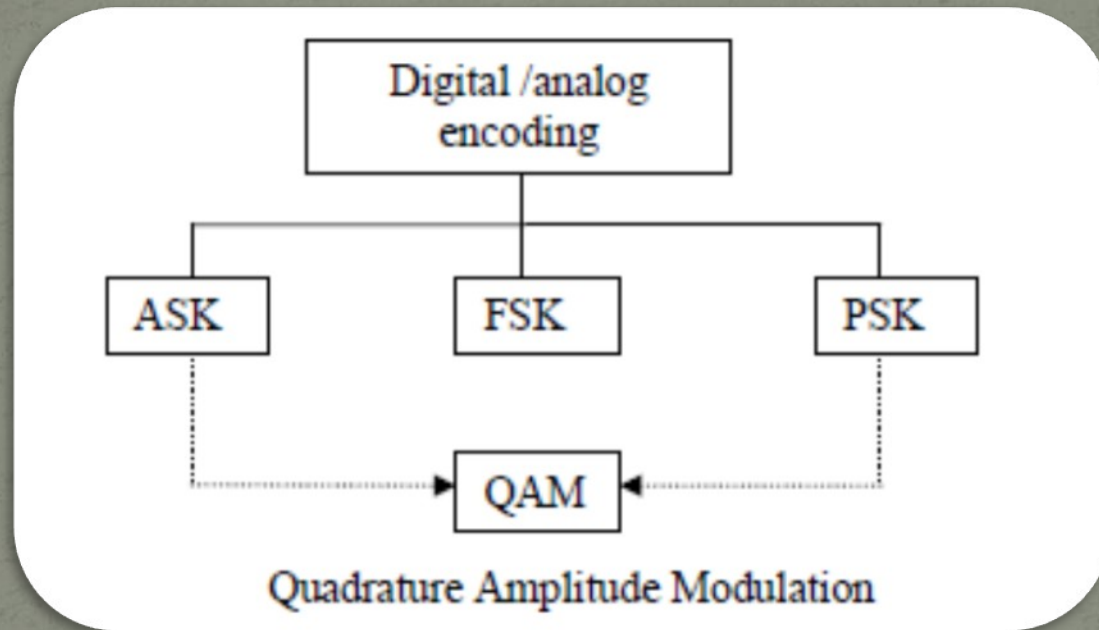 Digital /analog
encoding
ASK
FSK
PSK
QAM
Quadrature Amplitude Modulation